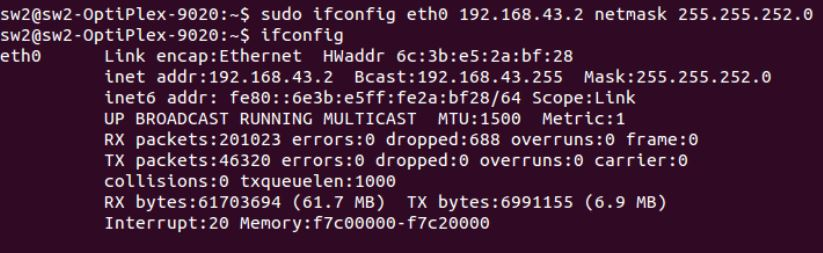 sw2@sw2-OptiPlex-9020:~$ sudo ifconfig eth0 192.168.43.2 netmask 255.255.252.0
sw2@sw2-OptiPlex-9020:~$ ifconfig
eth0      Link encap:Ethernet  HWaddr 6c:3b:e5:2a:bf:28
          inet addr:192.168.43.2  Bcast:192.168.43.255  Mask:255.255.252.0
          inet6 addr: fe80::6e3b:e5ff:fe2a:bf28/64 Scope:Link
          UP BROADCAST RUNNING MULTICAST  MTU:1500  Metric:1
          RX packets:201023 errors:0 dropped:688 overruns:0 frame:0
          TX packets:46320 errors:0 dropped:0 overruns:0 carrier:0
          collisions:0 txqueuelen:1000
          RX bytes:61703694 (61.7 MB)  TX bytes:6991155 (6.9 MB)
          Interrupt:20 Memory:f7c00000-f7c20000